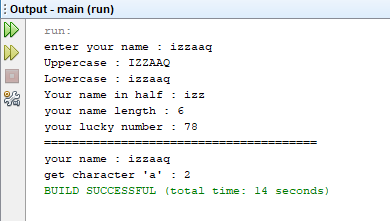 Output - main (run)
run:
enter your name : izzaaq
Uppercase : IZZAAQ
Lowercase : izzaaq
Your name in half : izz
your name length : 6
your lucky number : 78
=======================================
your name : izzaaq
get character 'a' : 2
BUILD SUCCESSFUL (total time: 14 seconds)